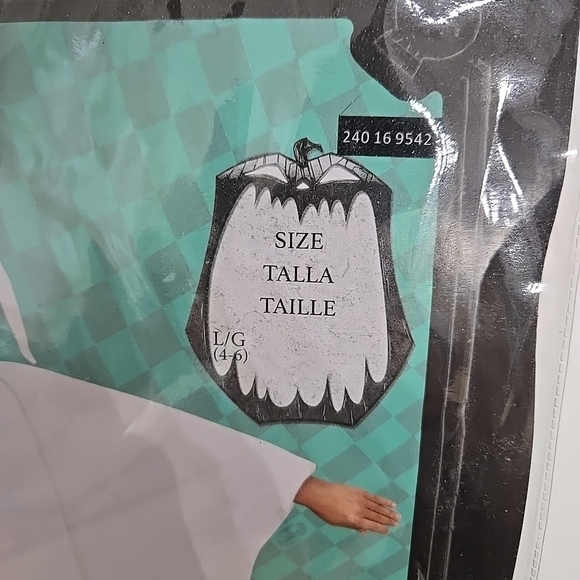 240 16 9542
SIZE
TALLA
TAILLE
L/G
(4-6)